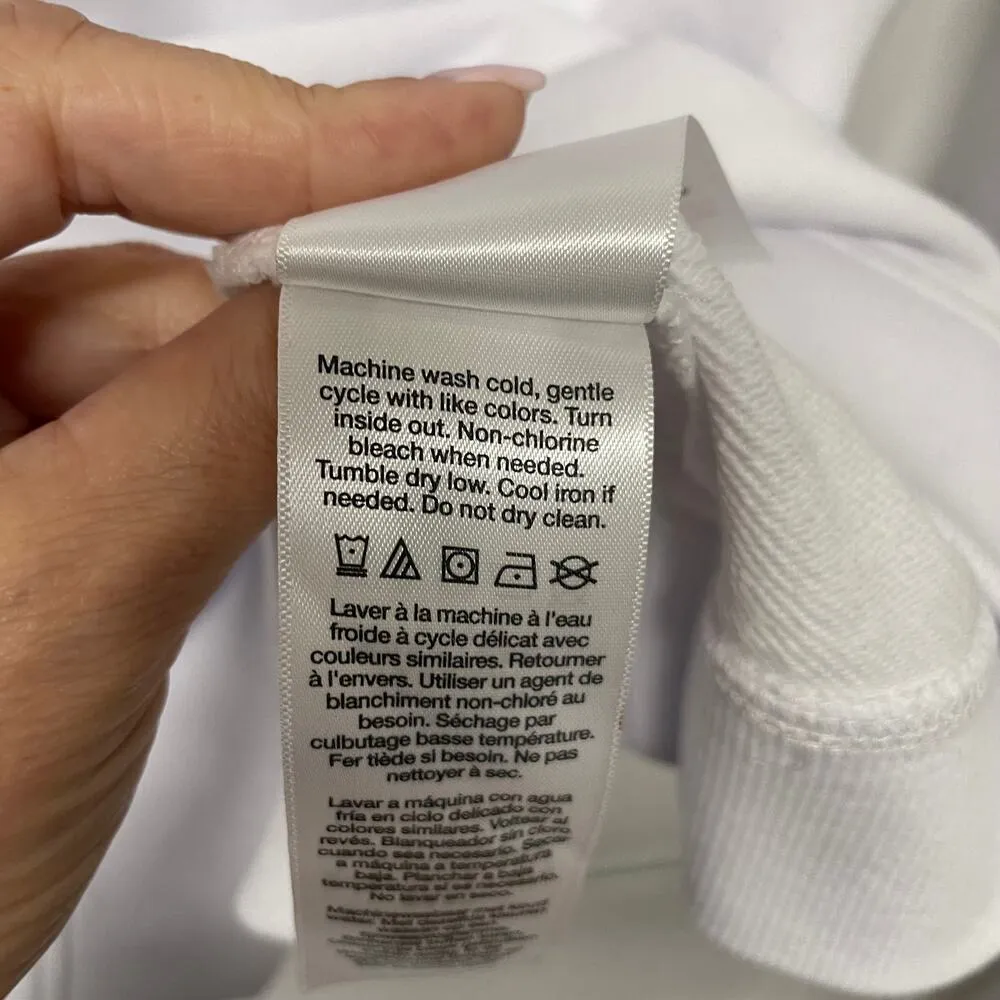 Machine wash cold, gentle
cycle with like colors. Turn
inside out. Non-chlorine
bleach when needed.
Tumble dry low. Cool iron if
needed. Do not dry clean.
Laver à la machine à l'eau
froide à cycle délicat avec
couleurs similaires. Retourner
à l'envers. Utiliser un agent de
blanchiment non-chloré au
besoin. Séchage par
culbutage basse température.
Fer tiède si besoin. Ne pas
nettoyer à sec.
Lavar a máquina con agua
fría en ciclo delicado con
colores similares. Voltear al
revés. Blanqueador sin cloro
cuando sea necesario. Secar
a máquina a temperatura
baja. Planchar a baja
temperatura si es necesario.
No lavar en seco.